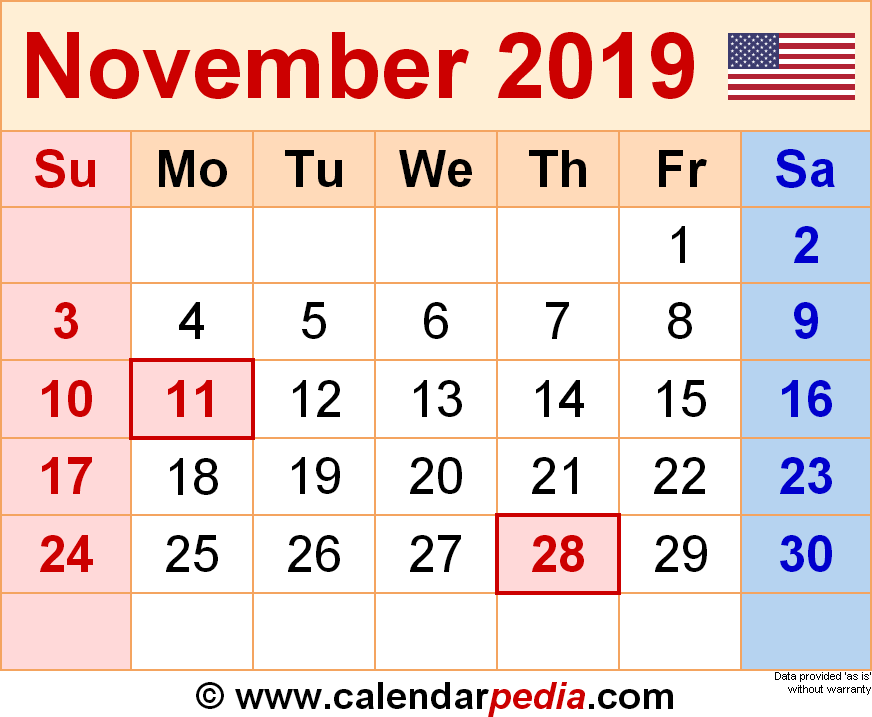 November 2019
Su Mo Tu We Th Fr Sa
1 2
3 4 5 6 7 8 9
10 11 12 13 14 15 16
17 18 19 20 21 22 23
24 25 26 27 28 29 30
Data provided 'as is'
without warranty
© www.calendarpedia.com